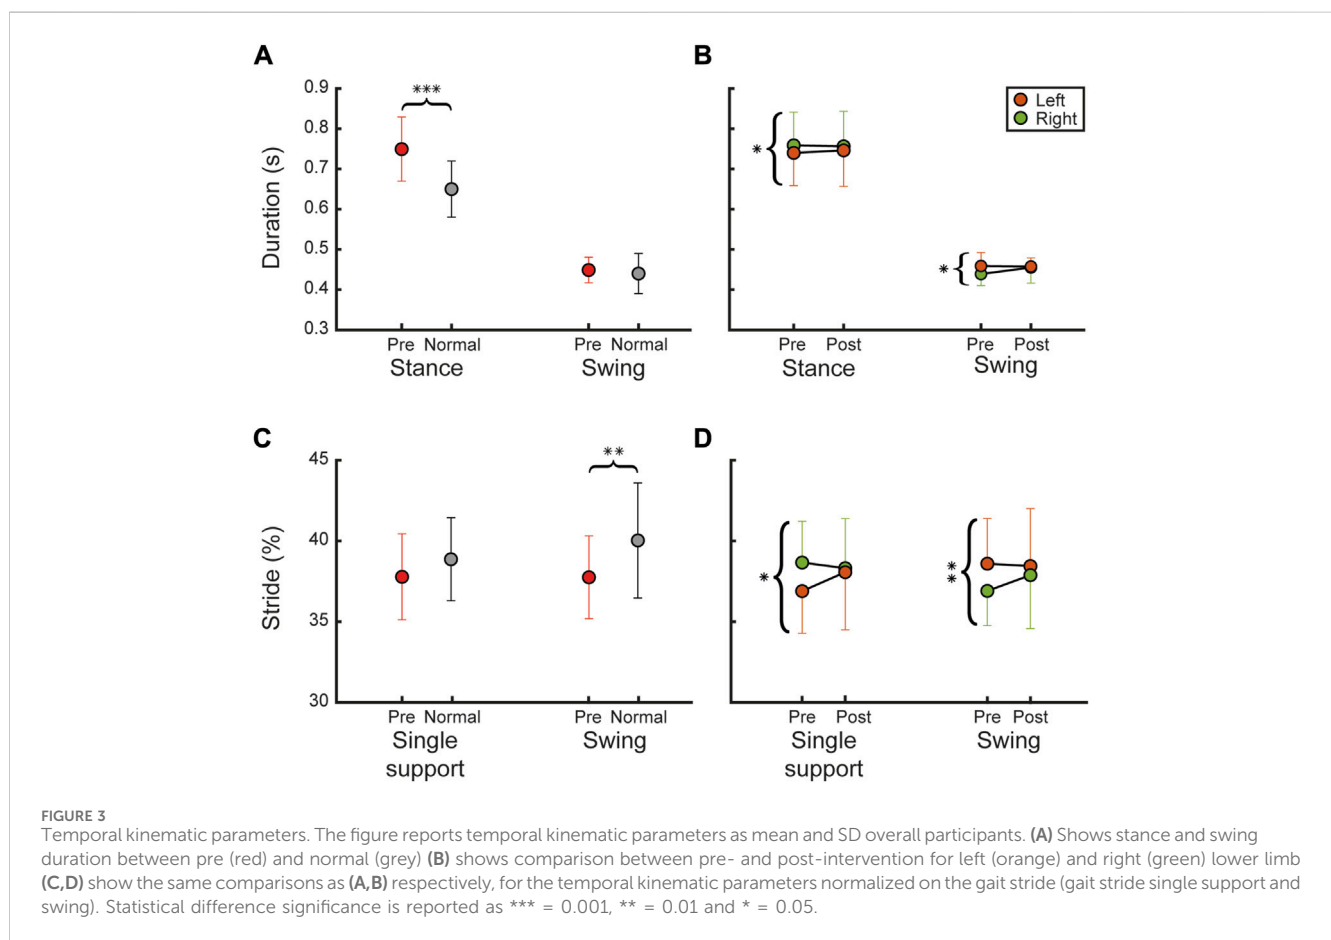 A
B
0.9
0.8
0.7
0.6
0.5
0.4
0.3
Duration (s)
***
Pre Normal
Stance
Pre Normal
Swing
Left
Right
*
*
Pre Post
Stance
Pre Post
Swing
C
D
45
40
35
30
Stride (%)
**
Pre Normal
Single
support
Pre Normal
Swing
*
**
Pre Post
Single
support
Pre Post
Swing
FIGURE 3
Temporal kinematic parameters. The figure reports temporal kinematic parameters as mean and SD overall participants. (A) Shows stance and swing
duration between pre (red) and normal (grey) (B) shows comparison between pre- and post-intervention for left (orange) and right (green) lower limb
(C,D) show the same comparisons as (A,B) respectively, for the temporal kinematic parameters normalized on the gait stride (gait stride single support and
swing). Statistical difference significance is reported as *** = 0.001, ** = 0.01 and * = 0.05.